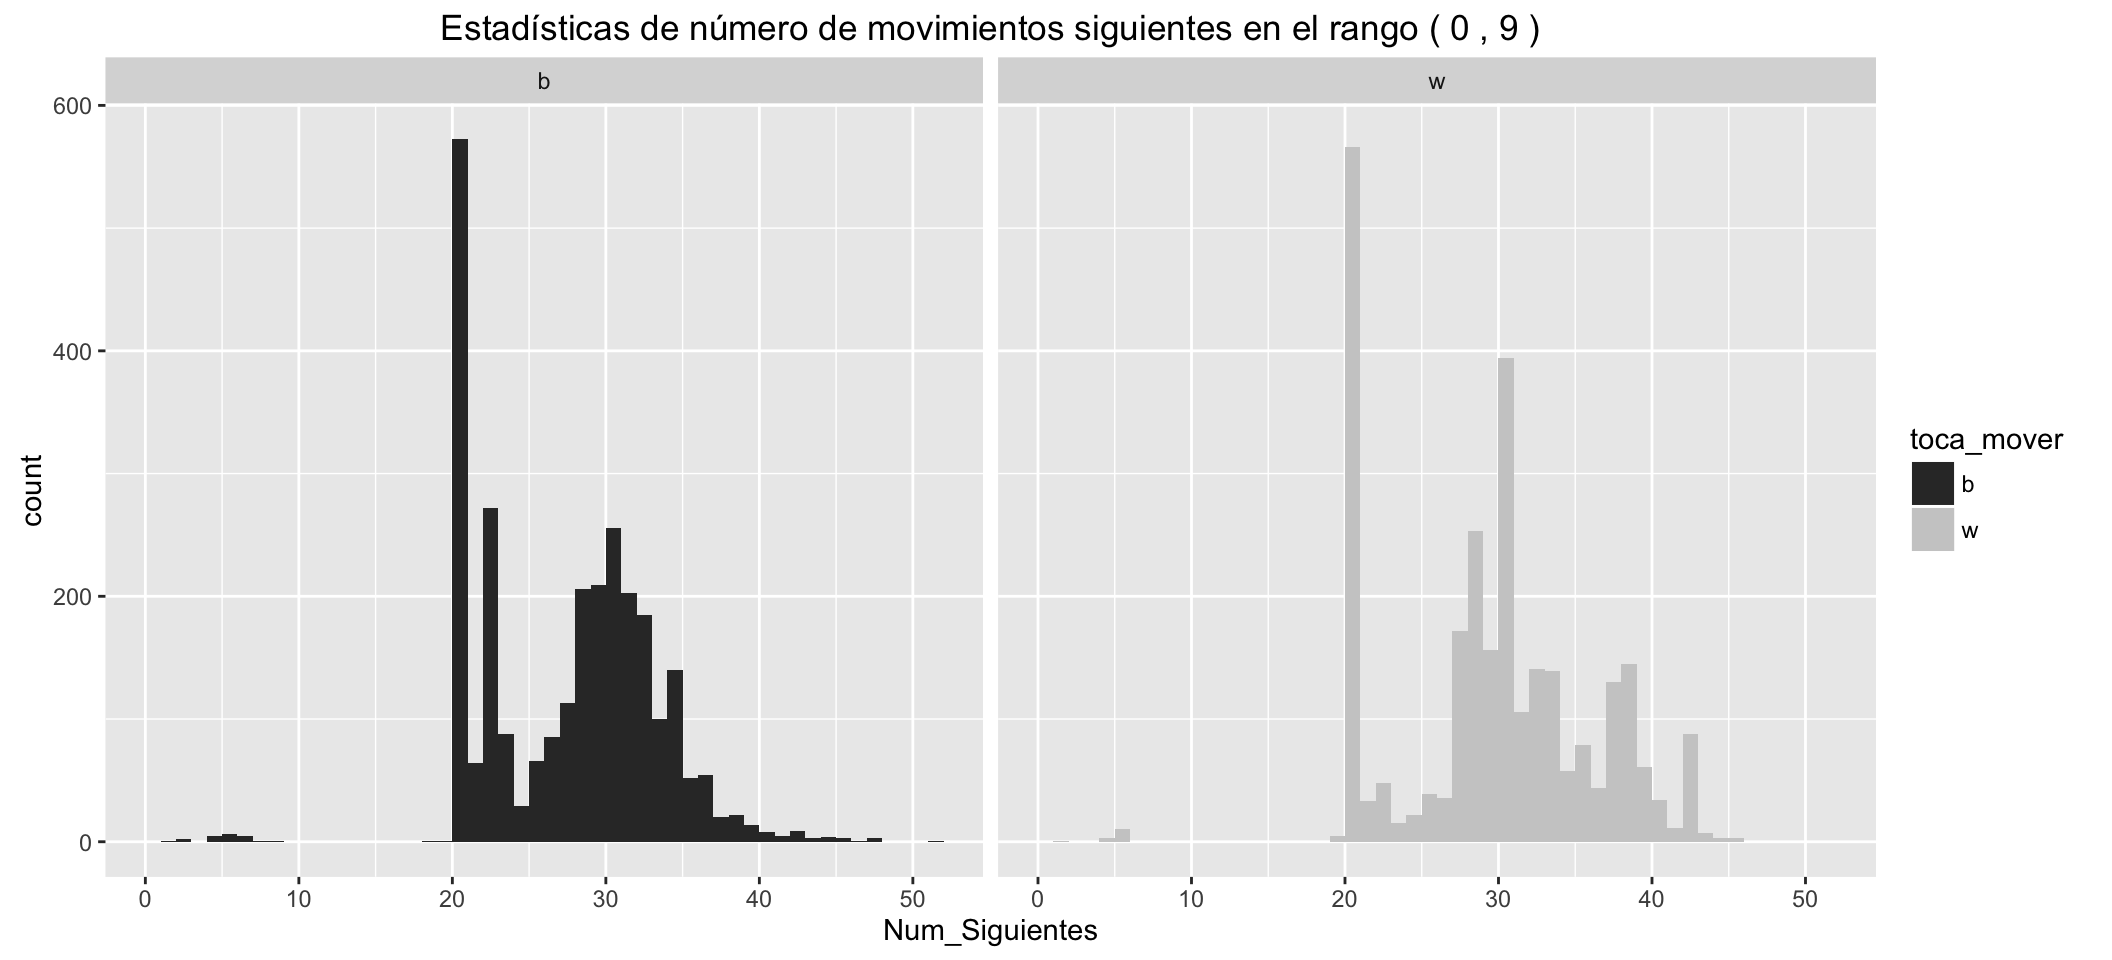 Estadísticas de número de movimientos siguientes en el rango ( 0 , 9 )
b
w
600
400
200
0
count
0 10 20 30 40 50
0 10 20 30 40 50
Num_Siguientes
toca_mover
b
w